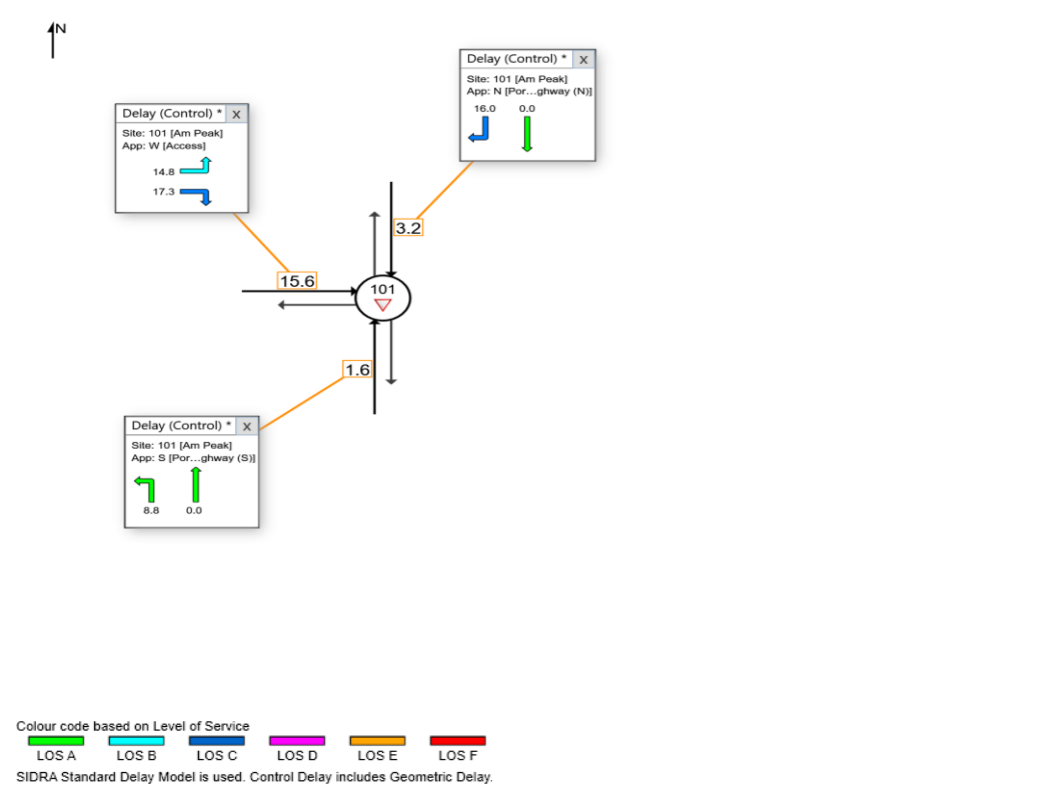 N
Delay (Control) * x
Site: 101 [Am Peak]
App: N [Por...ghway (N)]
16.0 0.0
Delay (Control) * x
Site: 101 [Am Peak]
App: W [Access]
14.8
17.3
3.2
15.6
101
1.6
Delay (Control) * x
Site: 101 [Am Peak]
App: S [Por...ghway (S)]
8.8 0.0
Colour code based on Level of Service
LOS A LOS B LOS C LOS D LOS E LOS F
SIDRA Standard Delay Model is used. Control Delay includes Geometric Delay.